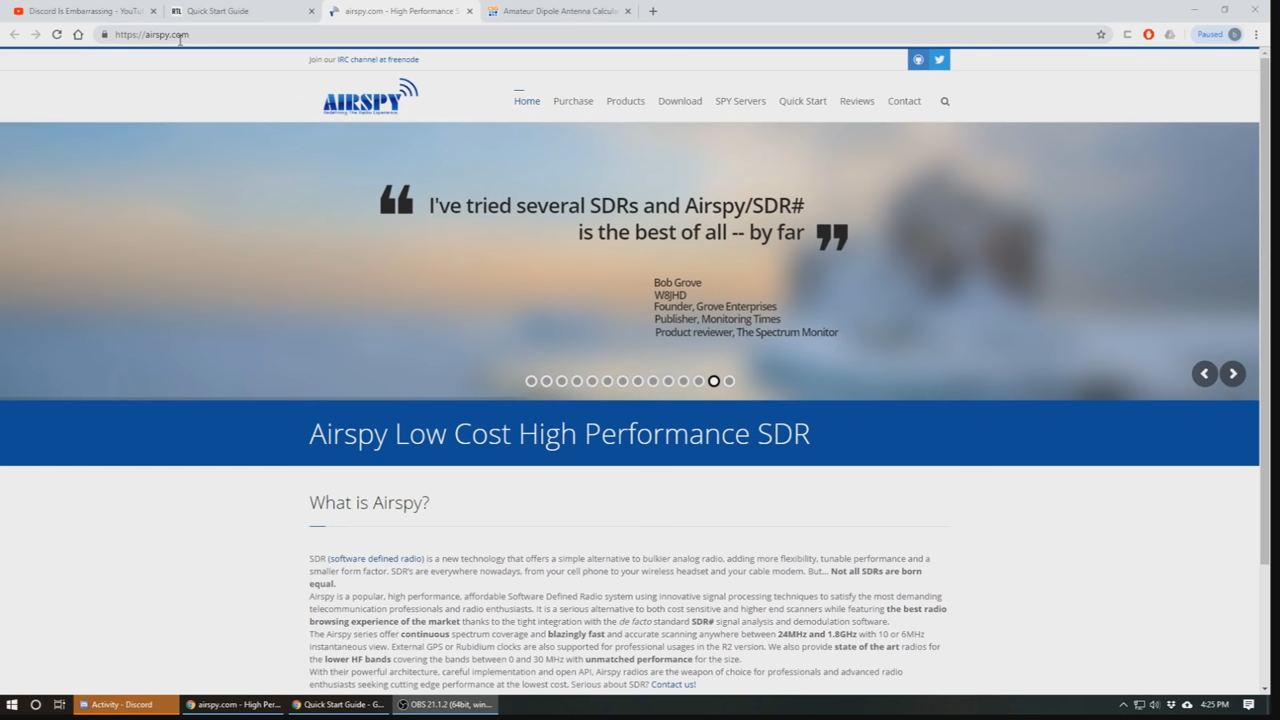 Discord Is Embarrassing - YouTu
RTL Quick Start Guide
airspy.com - High Performance S
Amateur Dipole Antenna Calcula
https://airspy.com
Paused
Join our IRC channel at freenode
AIRSPY
Redefining The Radio Experience.
Home Purchase Products Download SPY Servers Quick Start Reviews Contact
“ I've tried several SDRs and Airspy/SDR#
is the best of all -- by far ”
Bob Grove
W8JHD
Founder, Grove Enterprises
Publisher, Monitoring Times
Product reviewer, The Spectrum Monitor
Airspy Low Cost High Performance SDR
What is Airspy?
SDR (software defined radio) is a new technology that offers a simple alternative to bulkier analog radio, adding more flexibility, tunable performance and a
smaller form factor. SDR's are everywhere nowadays, from your cell phone to your wireless headset and your cable modem. But... Not all SDRs are born
equal.
Airspy is a popular, high performance, affordable Software Defined Radio system using innovative signal processing techniques to satisfy the most demanding
telecommunication professionals and radio enthusiasts. It is a serious alternative to both cost sensitive and higher end scanners while featuring the best radio
browsing experience of the market thanks to the tight integration with the de facto standard SDR# signal analysis and demodulation software.
The Airspy series offer continuous spectrum coverage and blazingly fast and accurate scanning anywhere between 24MHz and 1.8GHz with 10 or 6MHz
instantaneous view. External GPS or Rubidium clocks are also supported for professional usages in the R2 version. We also provide state of the art radios for
the lower HF bands covering the bands between 0 and 30 MHz with unmatched performance for the size.
With their powerful architecture, careful implementation and open API, Airspy radios are the weapon of choice for professionals and advanced radio
enthusiasts seeking cutting edge performance at the lowest cost. Serious about SDR? Contact us!
Activity - Discord
airspy.com - High Per...
Quick Start Guide - G...
OBS 21.1.2 (64bit, win...
4:25 PM